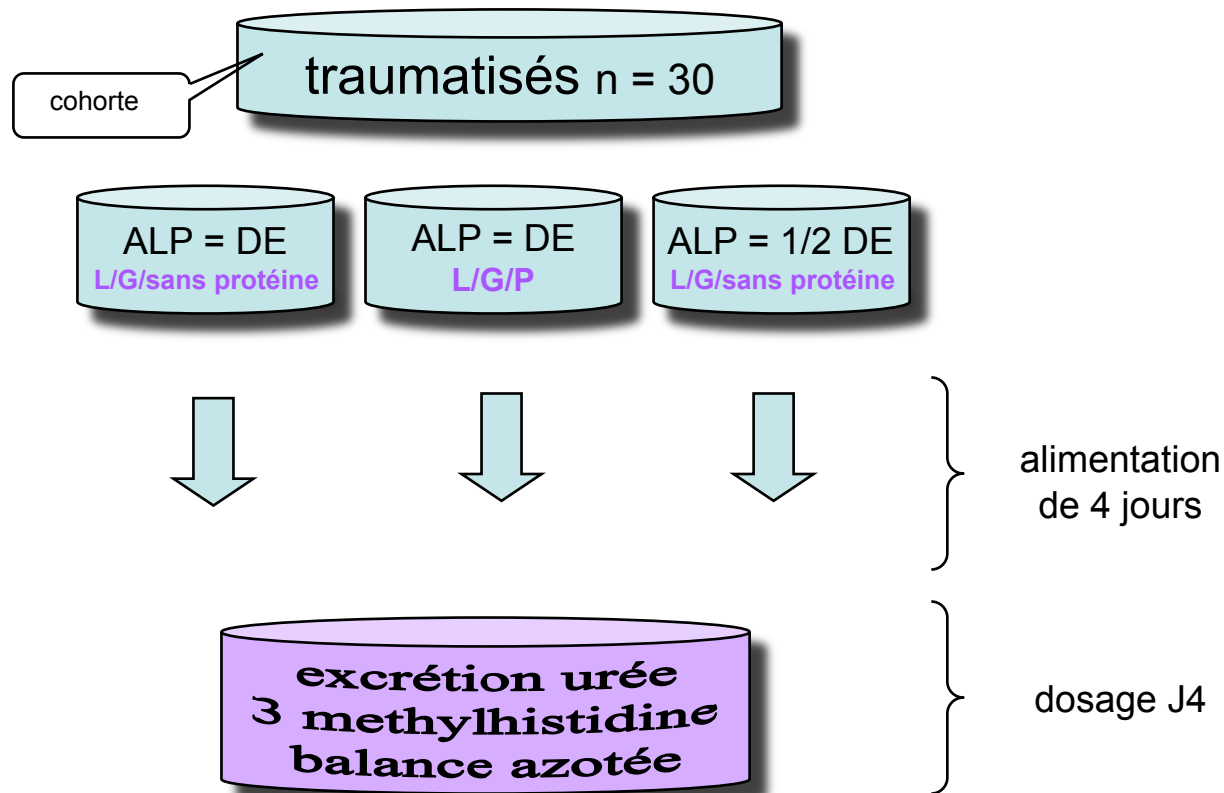 traumatisés n = 30
cohorte
ALP = DE
L/G/sans protéine
ALP = DE
L/G/P
ALP = 1/2 DE
L/G/sans protéine
alimentation
de 4 jours
excrétion urée
3 methylhistidine
balance azotée
dosage J4